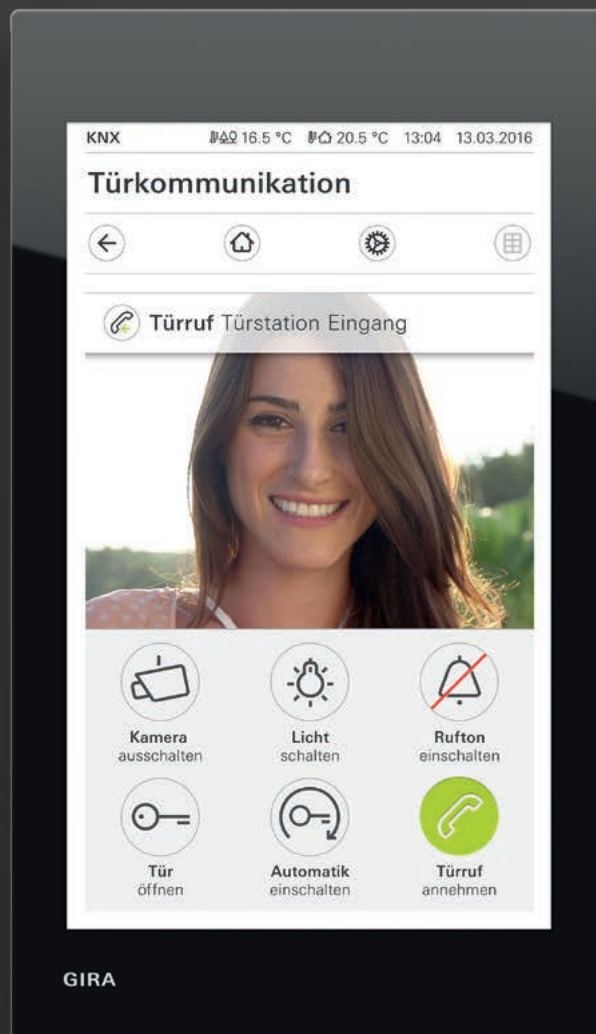 KNX 16.5 °C 20.5 °C 13:04 13.03.2016
Türkommunikation
Türruf Türstation Eingang
Kamera
ausschalten
Licht
schalten
Rufton
einschalten
Tür
öffnen
Automatik
einschalten
Türruf
annehmen
GIRA